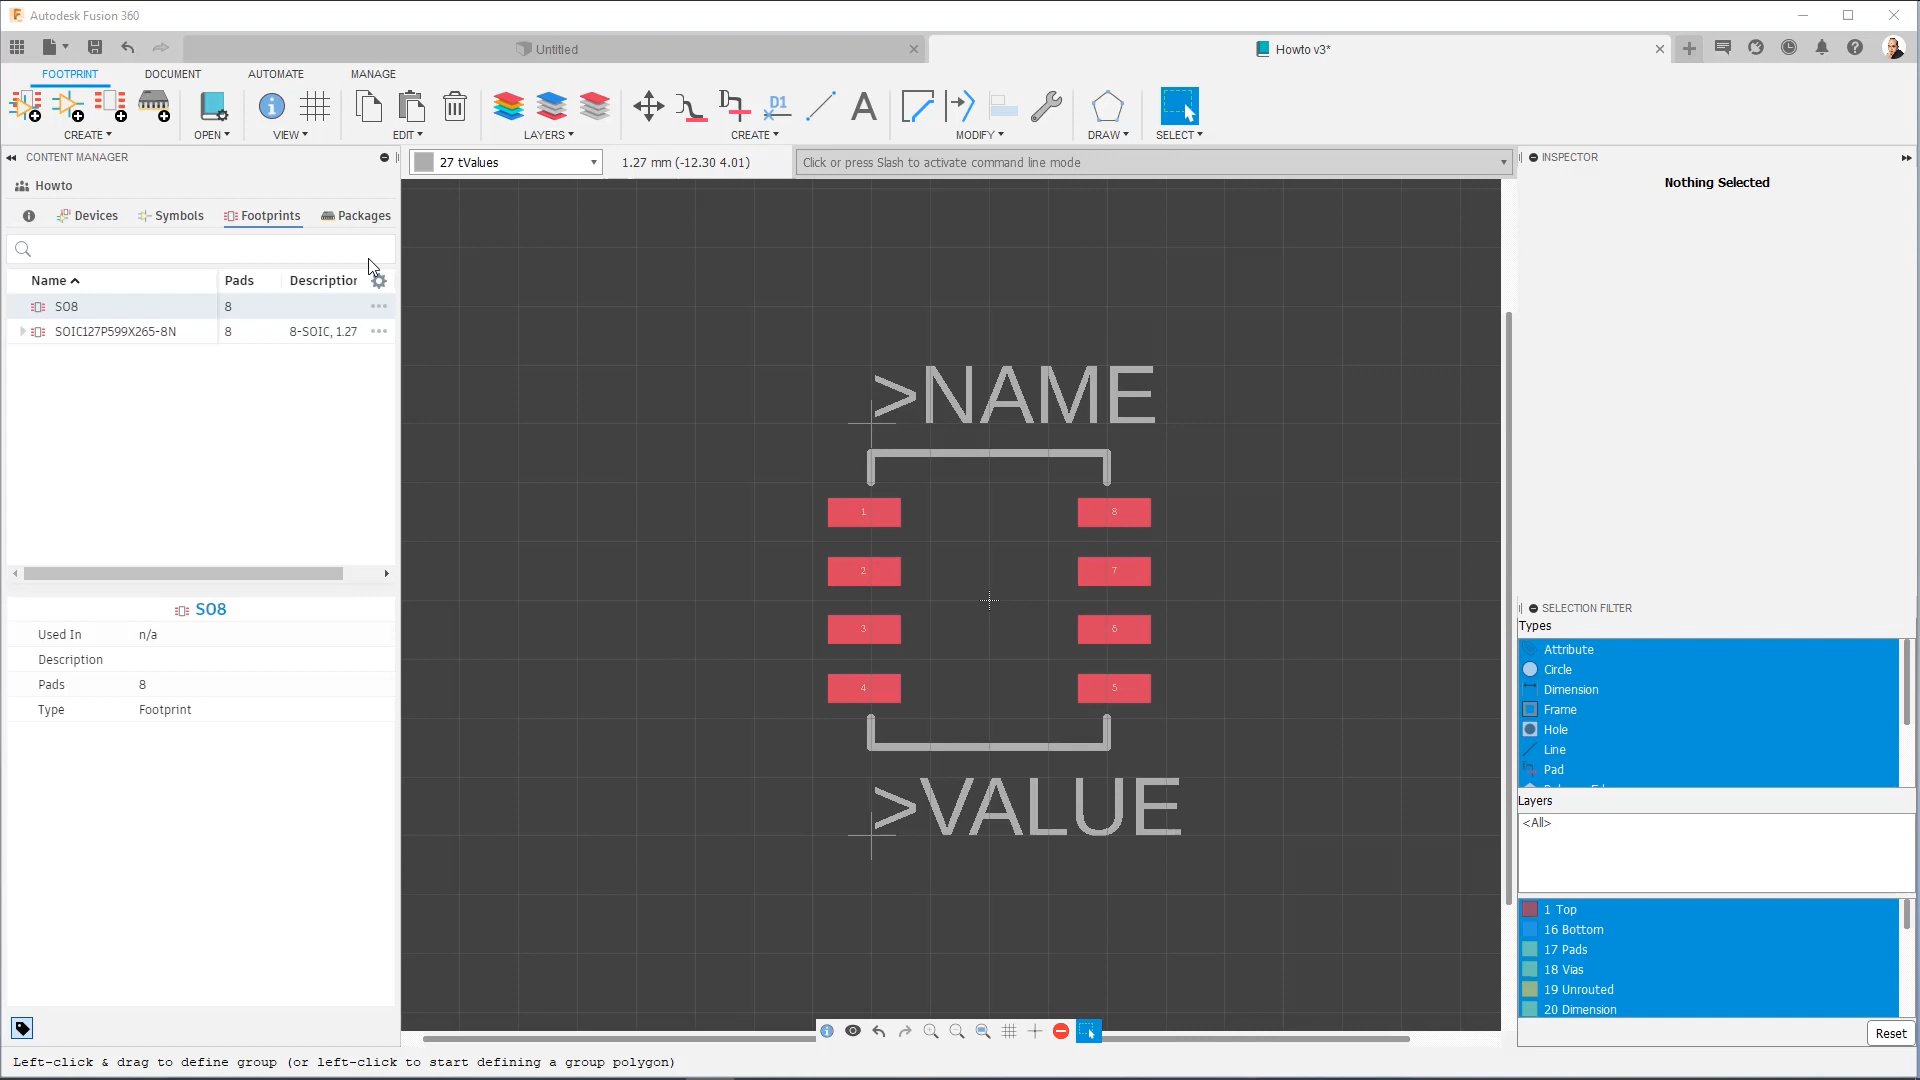 Autodesk Fusion 360
Untitled
Howto v3*
FOOTPRINT DOCUMENT AUTOMATE MANAGE
D1
CREATE OPEN VIEW EDIT LAYERS CREATE MODIFY DRAW SELECT
CONTENT MANAGER
27 tValues
1.27 mm (-12.30 4.01)
Click or press Slash to activate command line mode
INSPECTOR
Nothing Selected
Howto
Devices Symbols Footprints Packages
Name Pads Description
SO8 8
SOIC127P599X265-8N 8 8-SOIC, 1.27
>NAME
1 8
2 7
3 6
4 5
>VALUE
SO8
Used In n/a
Description
Pads 8
Type Footprint
SELECTION FILTER
Types
Attribute
Circle
Dimension
Frame
Hole
Line
Pad
Layers
<All>
1 Top
16 Bottom
17 Pads
18 Vias
19 Unrouted
20 Dimension
Reset
Left-click & drag to define group (or left-click to start defining a group polygon)